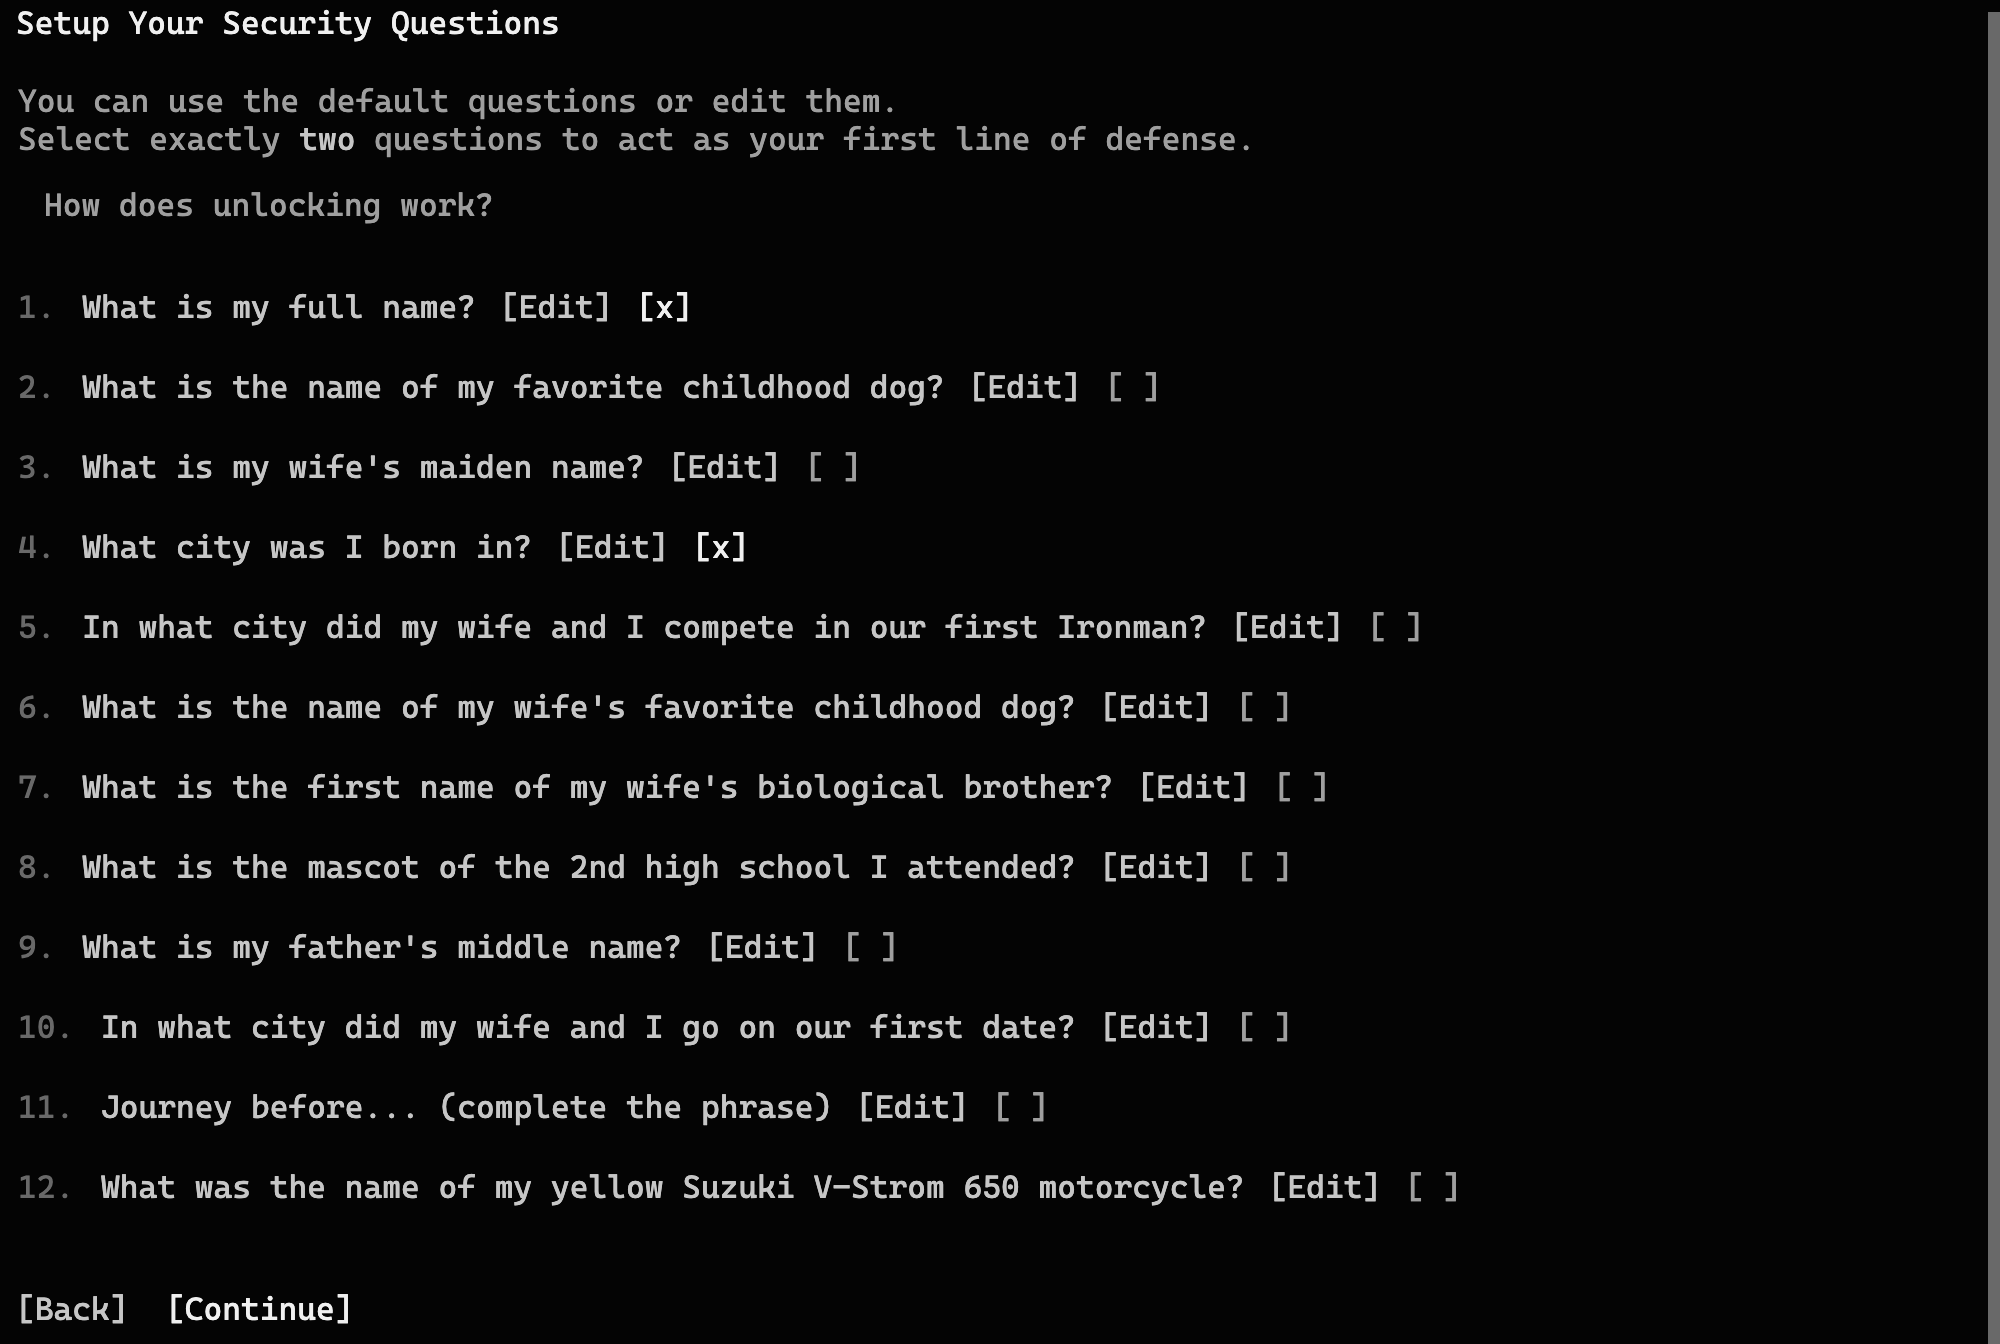 Setup Your Security Questions
You can use the default questions or edit them.
Select exactly two questions to act as your first line of defense.
How does unlocking work?
1. What is my full name? [Edit] [x]
2. What is the name of my favorite childhood dog? [Edit] [ ]
3. What is my wife's maiden name? [Edit] [ ]
4. What city was I born in? [Edit] [x]
5. In what city did my wife and I compete in our first Ironman? [Edit] [ ]
6. What is the name of my wife's favorite childhood dog? [Edit] [ ]
7. What is the first name of my wife's biological brother? [Edit] [ ]
8. What is the mascot of the 2nd high school I attended? [Edit] [ ]
9. What is my father's middle name? [Edit] [ ]
10. In what city did my wife and I go on our first date? [Edit] [ ]
11. Journey before... (complete the phrase) [Edit] [ ]
12. What was the name of my yellow Suzuki V-Strom 650 motorcycle? [Edit] [ ]
[Back] [Continue]